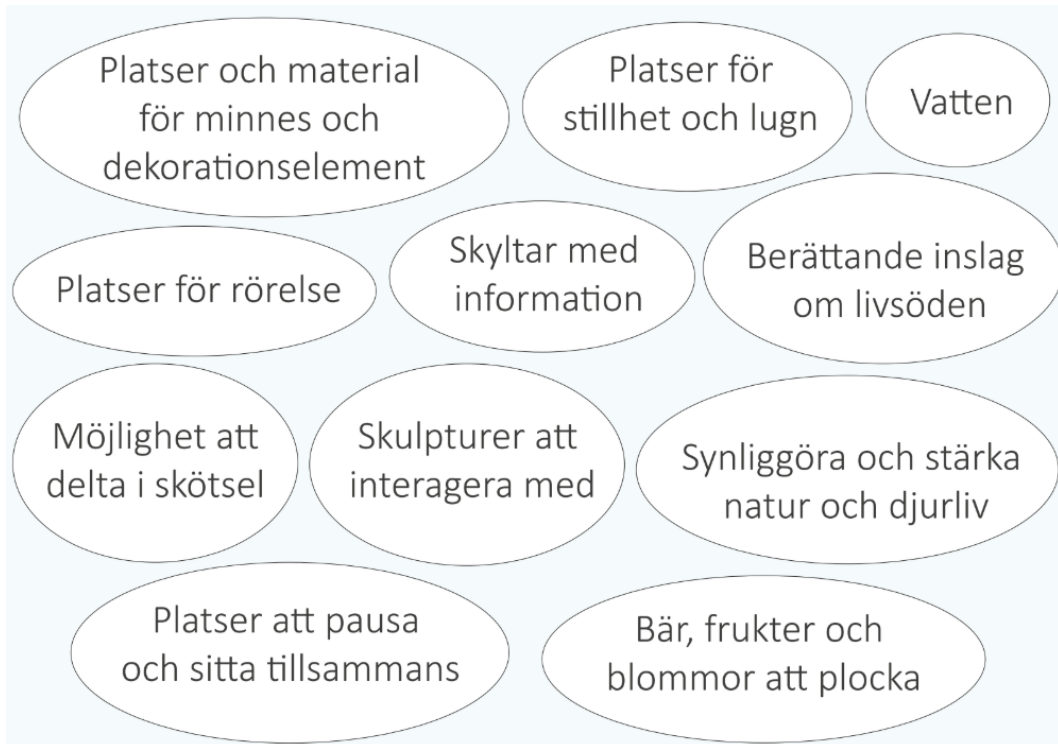 Platser och material
för minnes och
dekorationselement
Platser för
stillhet och lugn
Vatten
Platser för rörelse
Skyltar med
information
Berättande inslag
om livsöden
Möjlighet att
delta i skötsel
Skulpturer att
interagera med
Synliggöra och stärka
natur och djurliv
Platser att pausa
och sitta tillsammans
Bär, frukter och
blommor att plocka